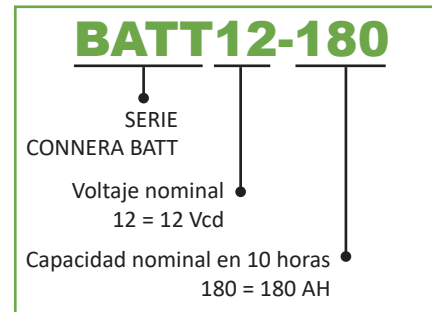 BATT12-180
SERIE
CONNERA BATT
Voltaje nominal
12 = 12 Vcd
Capacidad nominal en 10 horas
180 = 180 AH